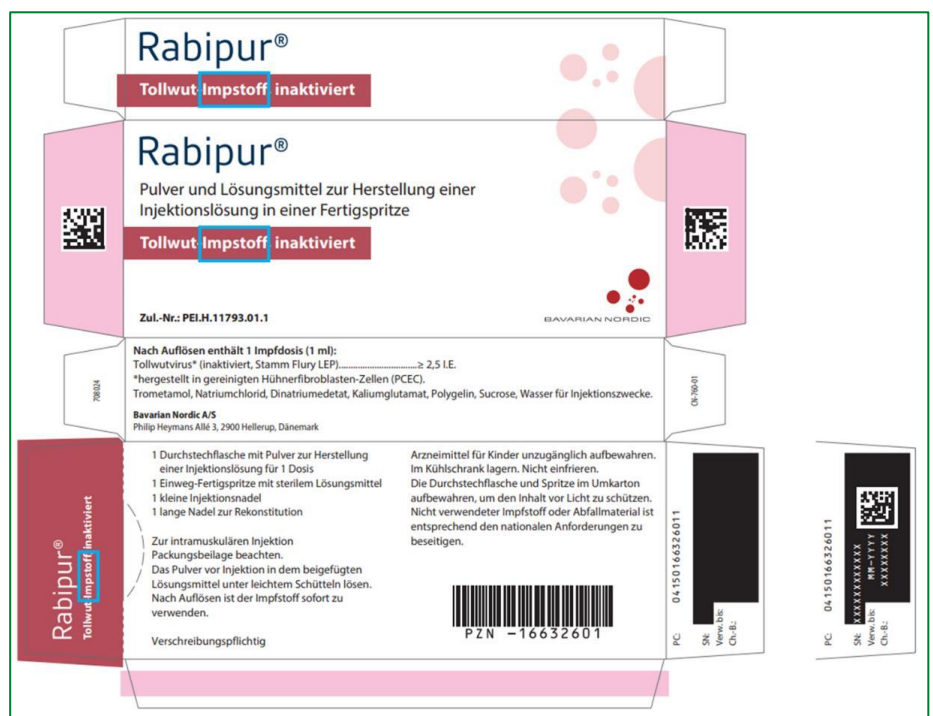 Rabipur®
Tollwut-Impstoff, inaktiviert
Rabipur®
Pulver und Lösungsmittel zur Herstellung einer
Injektionslösung in einer Fertigspritze
Tollwut-Impstoff, inaktiviert
Zul.-Nr.: PEI.H.11793.01.1
BAVARIAN NORDIC
708024
Nach Auflösen enthält 1 Impfdosis (1 ml):
Tollwutvirus* (inaktiviert, Stamm Flury LEP)................................≥ 2,5 I.E.
*hergestellt in gereinigten Hühnerfibroblasten-Zellen (PCEC).
Trometamol, Natriumchlorid, Dinatriumedetat, Kaliumglutamat, Polygelin, Sucrose, Wasser für Injektionszwecke.
Bavarian Nordic A/S
Philip Heymans Allé 3, 2900 Hellerup, Dänemark
CN-760-01
Rabipur®
Tollwut-Impstoff, inaktiviert
1 Durchstechflasche mit Pulver zur Herstellung
einer Injektionslösung für 1 Dosis
1 Einweg-Fertigspritze mit sterilem Lösungsmittel
1 kleine Injektionsnadel
1 lange Nadel zur Rekonstitution
Zur intramuskulären Injektion
Packungsbeilage beachten.
Das Pulver vor Injektion in dem beigefügten
Lösungsmittel unter leichtem Schütteln lösen.
Nach Auflösen ist der Impfstoff sofort zu
verwenden.
Verschreibungspflichtig
Arzneimittel für Kinder unzugänglich aufbewahren.
Im Kühlschrank lagern. Nicht einfrieren.
Die Durchstechflasche und Spritze im Umkarton
aufbewahren, um den Inhalt vor Licht zu schützen.
Nicht verwendeter Impfstoff oder Abfallmaterial ist
entsprechend den nationalen Anforderungen zu
beseitigen.
PZN -16632601
PC: 04150166326011
SN:
Verw. bis:
Ch.-B.:
PC: 04150166326011
SN: XXXXXXXXXXXX
Verw. bis: MM-YYYY
Ch.-B.: XXXXXXXX